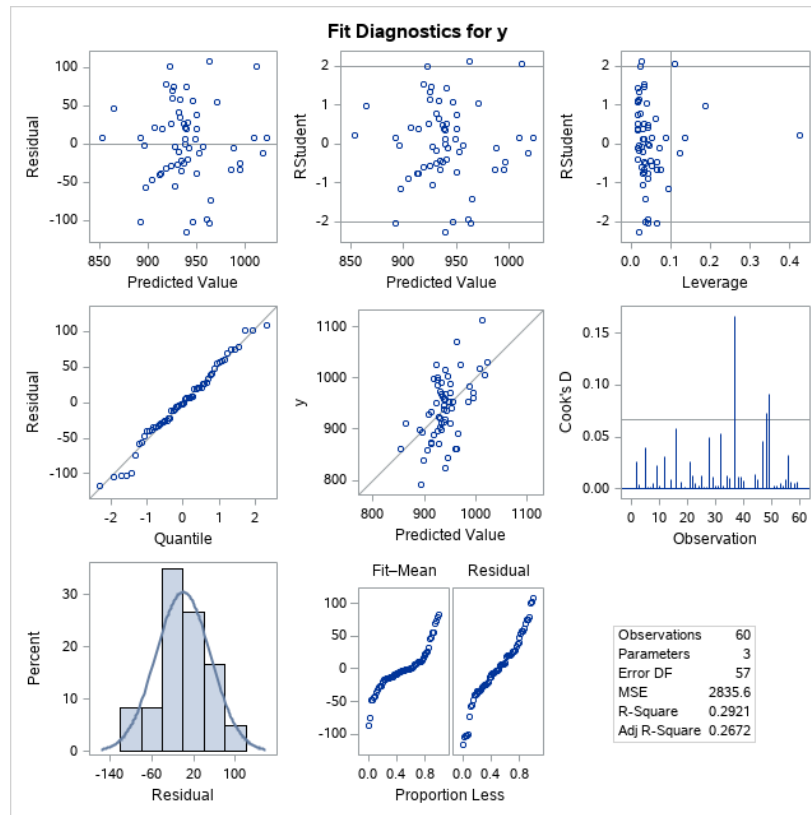 Fit Diagnostics for y
Residual
100
50
0
-50
-100
850 900 950 1000
Predicted Value
RStudent
2
1
0
-1
-2
850 900 950 1000
Predicted Value
RStudent
2
1
0
-1
-2
0.0 0.1 0.2 0.3 0.4
Leverage
Residual
100
50
0
-50
-100
-2 -1 0 1 2
Quantile
y
1100
1000
900
800
800 900 1000 1100
Predicted Value
Cook's D
0.15
0.10
0.05
0.00
0 10 20 30 40 50 60
Observation
Percent
30
20
10
0
-140 -60 20 100
Residual
Fit–Mean Residual
100
50
0
-50
-100
0.0 0.4 0.8 0.0 0.4 0.8
Proportion Less
Observations 60
Parameters 3
Error DF 57
MSE 2835.6
R-Square 0.2921
Adj R-Square 0.2672